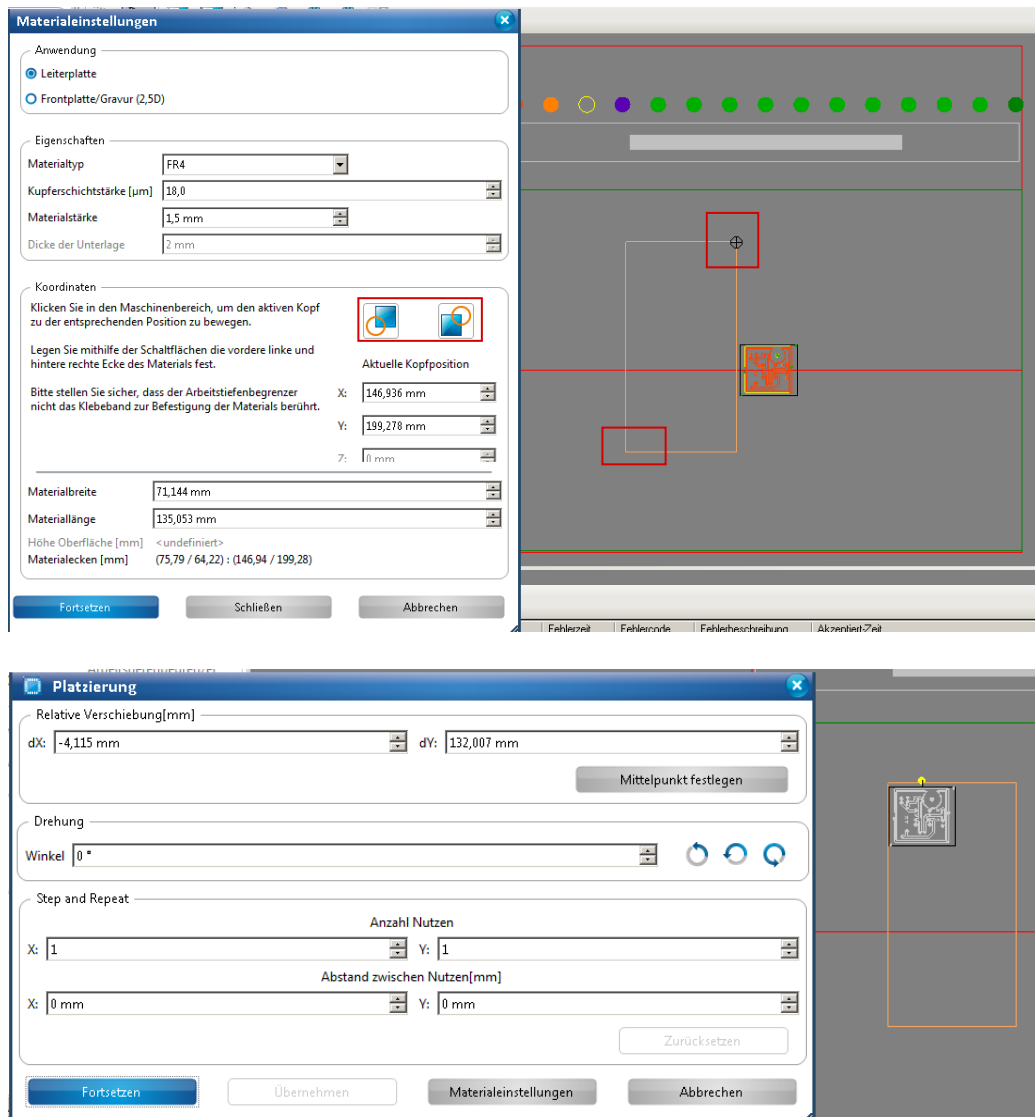 Materialeinstellungen
Anwendung
Leiterplatte
Frontplatte/Gravur (2,5D)
Eigenschaften
Materialtyp FR4
Kupferschichtstärke [µm] 18,0
Materialstärke 1,5 mm
Dicke der Unterlage 2 mm
Koordinaten
Klicken Sie in den Maschinenbereich, um den aktiven Kopf
zu der entsprechenden Position zu bewegen.
Legen Sie mithilfe der Schaltflächen die vordere linke und
hintere rechte Ecke des Materials fest.
Aktuelle Kopfposition
Bitte stellen Sie sicher, dass der Arbeitstiefenbegrenzer
nicht das Klebeband zur Befestigung der Materials berührt.
X: 146,936 mm
Y: 199,278 mm
Z: 0 mm
Materialbreite 71,144 mm
Materiallänge 135,053 mm
Höhe Oberfläche [mm] <undefiniert>
Materialecken [mm] (75,79 / 64,22) : (146,94 / 199,28)
Fortsetzen Schließen Abbrechen
Fehlerzeit Fehlercode Fehlerbeschreibung Akzeptiert-Zeit
Arbeitstiefenbegrenzer
Platzierung
Relative Verschiebung[mm]
dX: -4,115 mm dY: 132,007 mm
Mittelpunkt festlegen
Drehung
Winkel 0 °
Step and Repeat
Anzahl Nutzen
X: 1 Y: 1
Abstand zwischen Nutzen[mm]
X: 0 mm Y: 0 mm
Zurücksetzen
Fortsetzen Übernehmen Materialeinstellungen Abbrechen